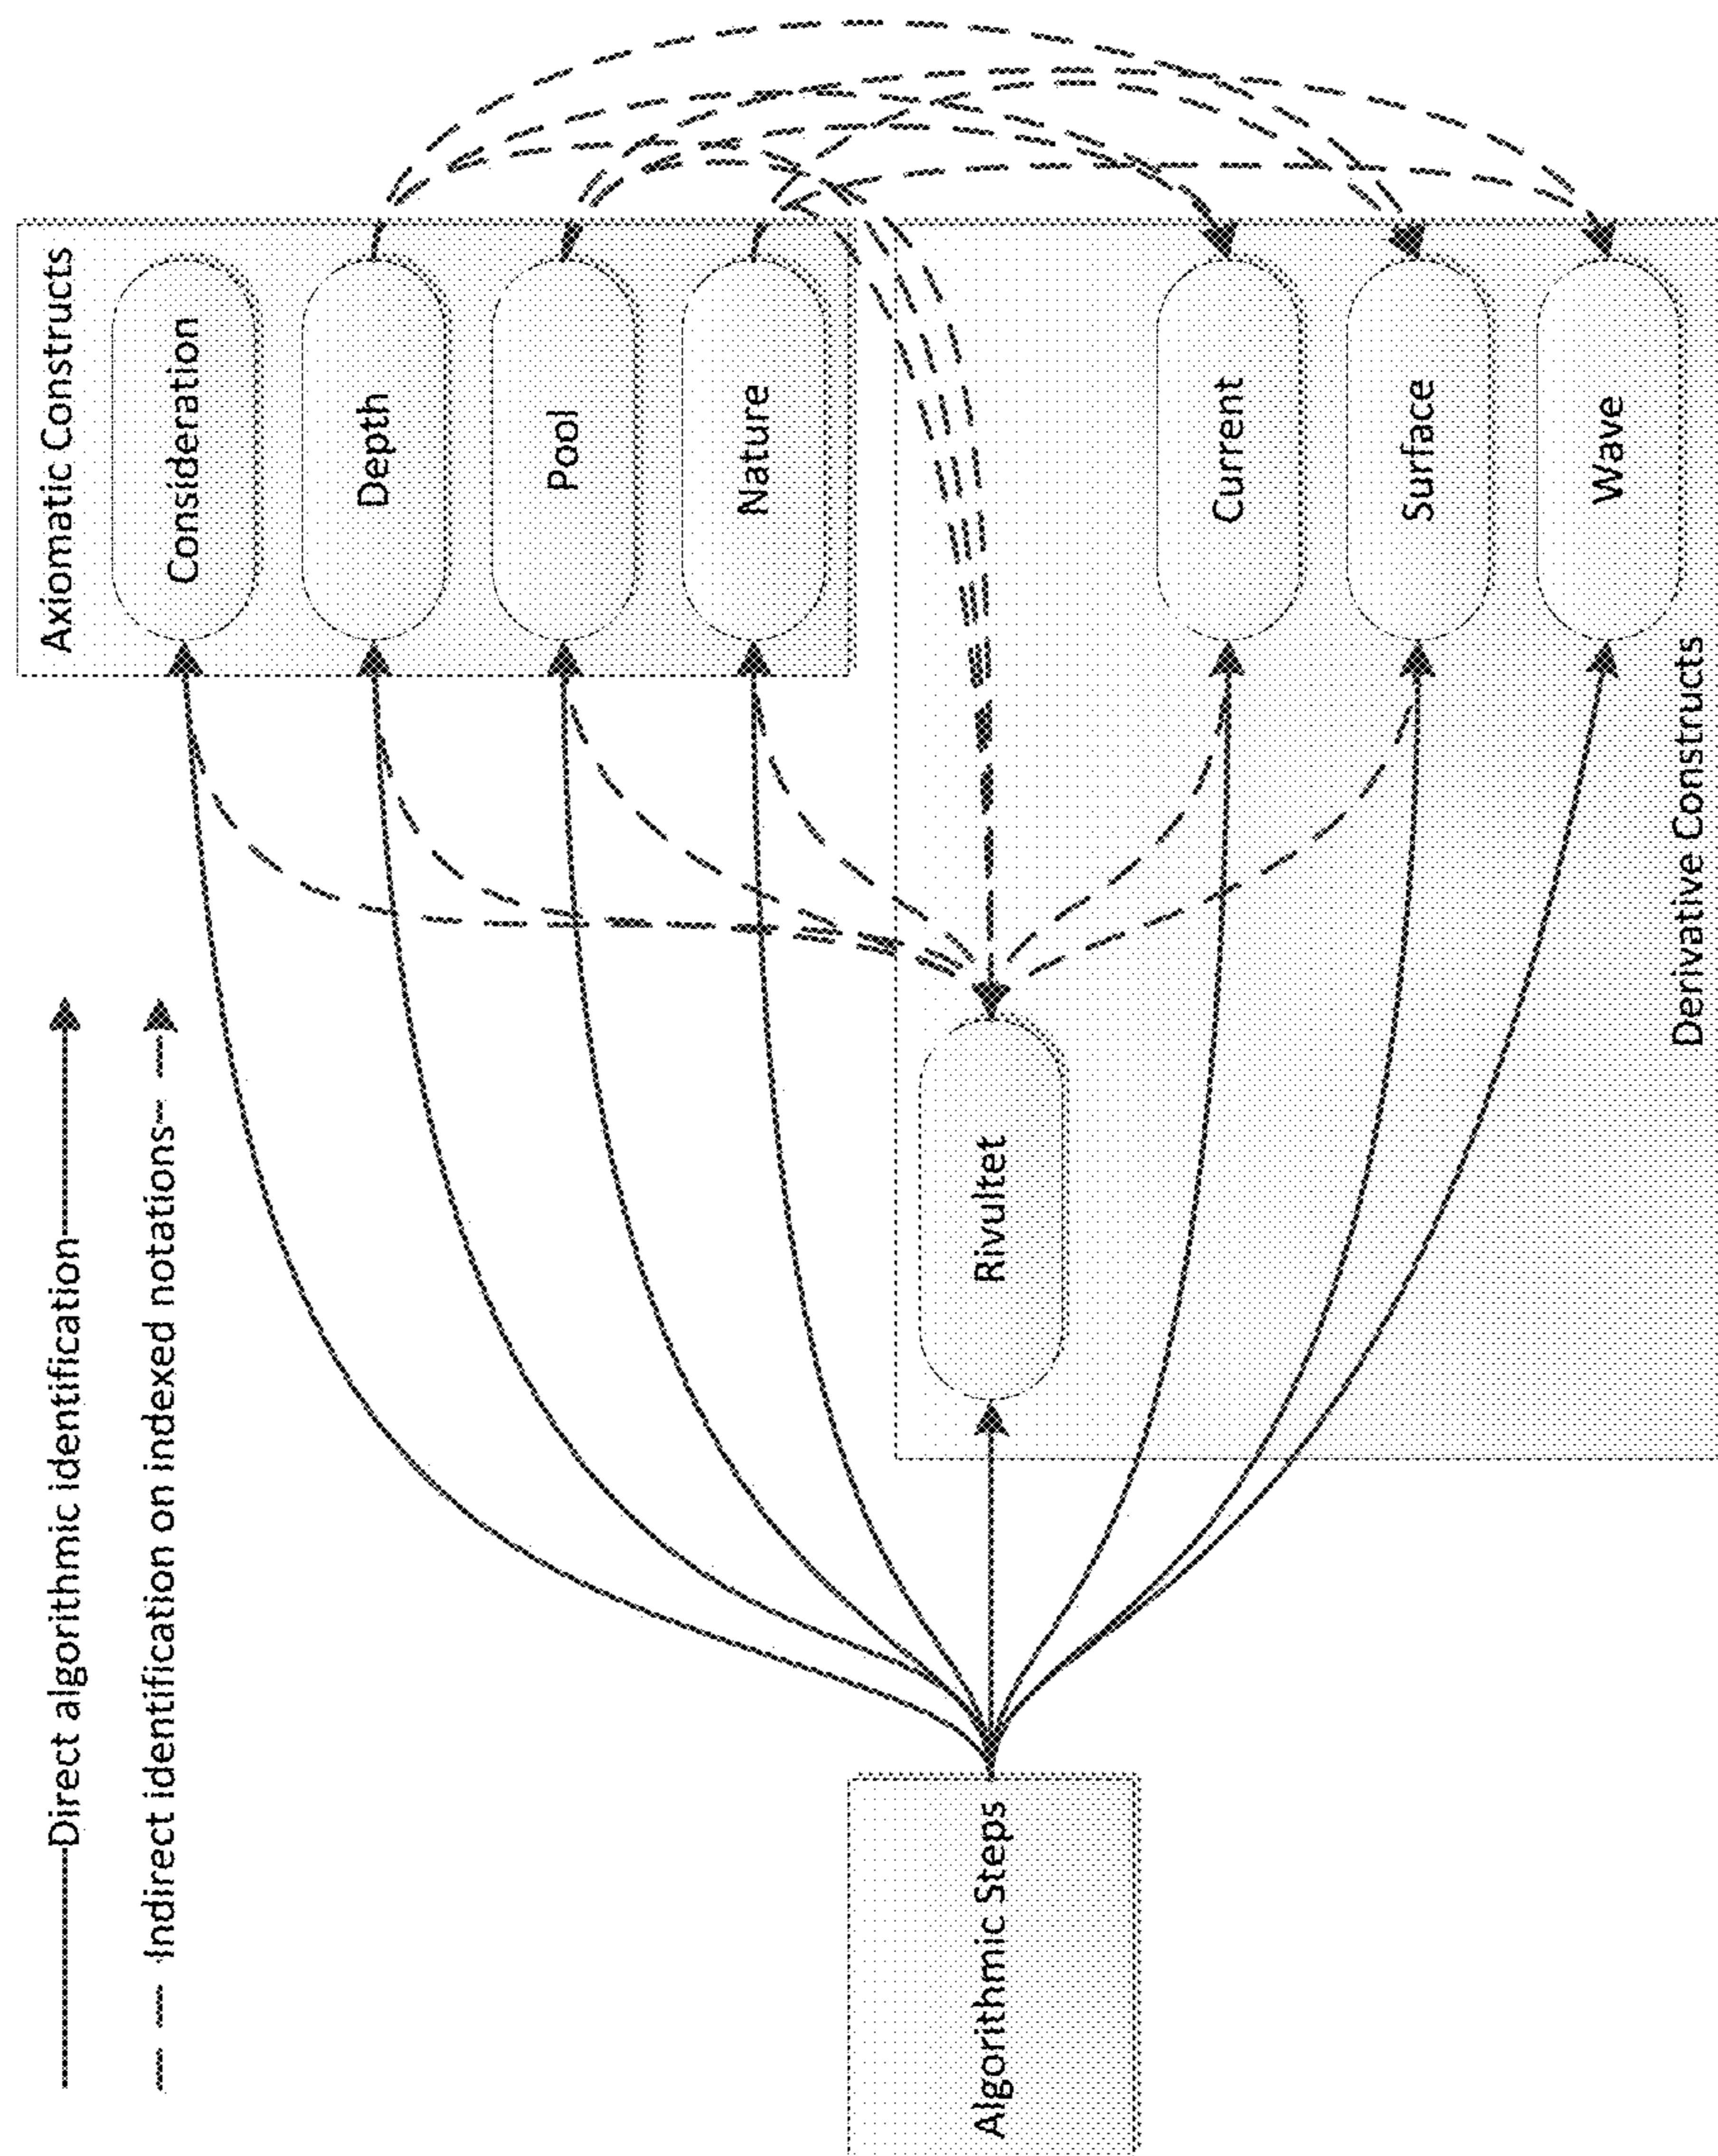 Direct algorithmic identification
Indirect identification on indexed notations
Axiomatic Constructs
Consideration
Depth
Pool
Nature
Rivultet
Current
Surface
Wave
Derivative Constructs
Algorithmic Steps